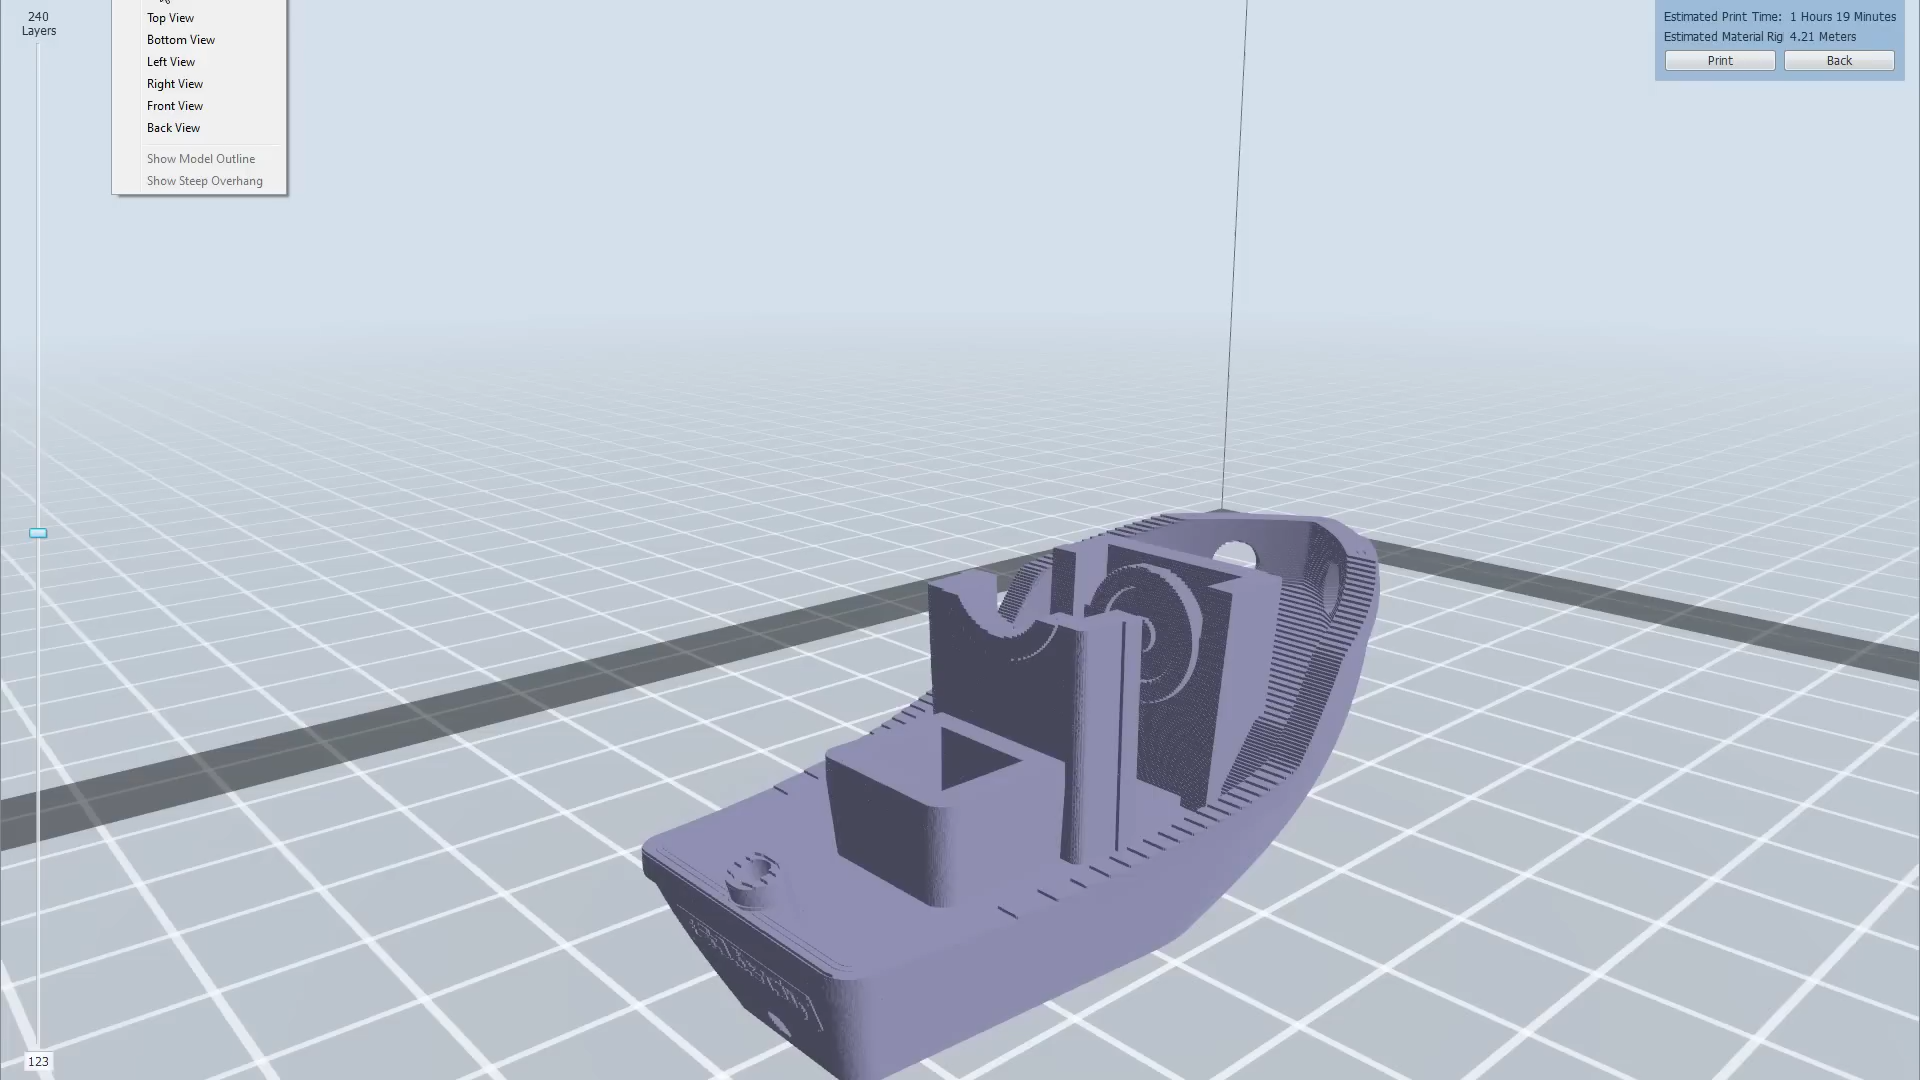 240
Layers
Top View
Bottom View
Left View
Right View
Front View
Back View
Show Model Outline
Show Steep Overhang
Estimated Print Time: 1 Hours 19 Minutes
Estimated Material Rig 4.21 Meters
Print Back
123